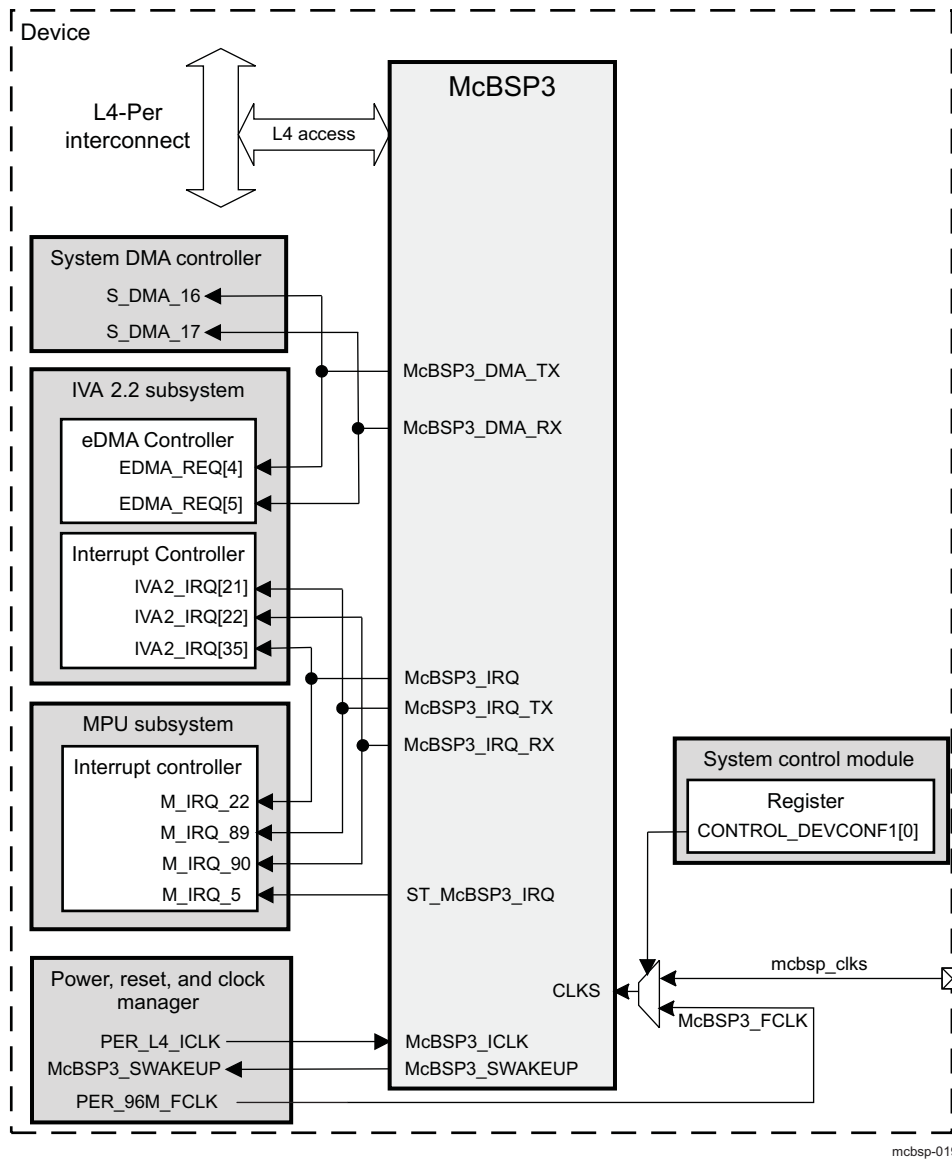 Device
McBSP3
L4-Per
interconnect
L4 access
System DMA controller
S_DMA_16
S_DMA_17
McBSP3_DMA_TX
IVA 2.2 subsystem
McBSP3_DMA_RX
eDMA Controller
EDMA_REQ[4]
EDMA_REQ[5]
Interrupt Controller
IVA2_IRQ[21]
IVA2_IRQ[22]
IVA2_IRQ[35]
McBSP3_IRQ
McBSP3_IRQ_TX
McBSP3_IRQ_RX
MPU subsystem
Interrupt controller
M_IRQ_22
M_IRQ_89
M_IRQ_90
M_IRQ_5
ST_McBSP3_IRQ
System control module
Register
CONTROL_DEVCONF1[0]
mcbsp_clks
CLKS
McBSP3_FCLK
Power, reset, and clock
manager
PER_L4_ICLK
McBSP3_ICLK
McBSP3_SWAKEUP
McBSP3_SWAKEUP
PER_96M_FCLK